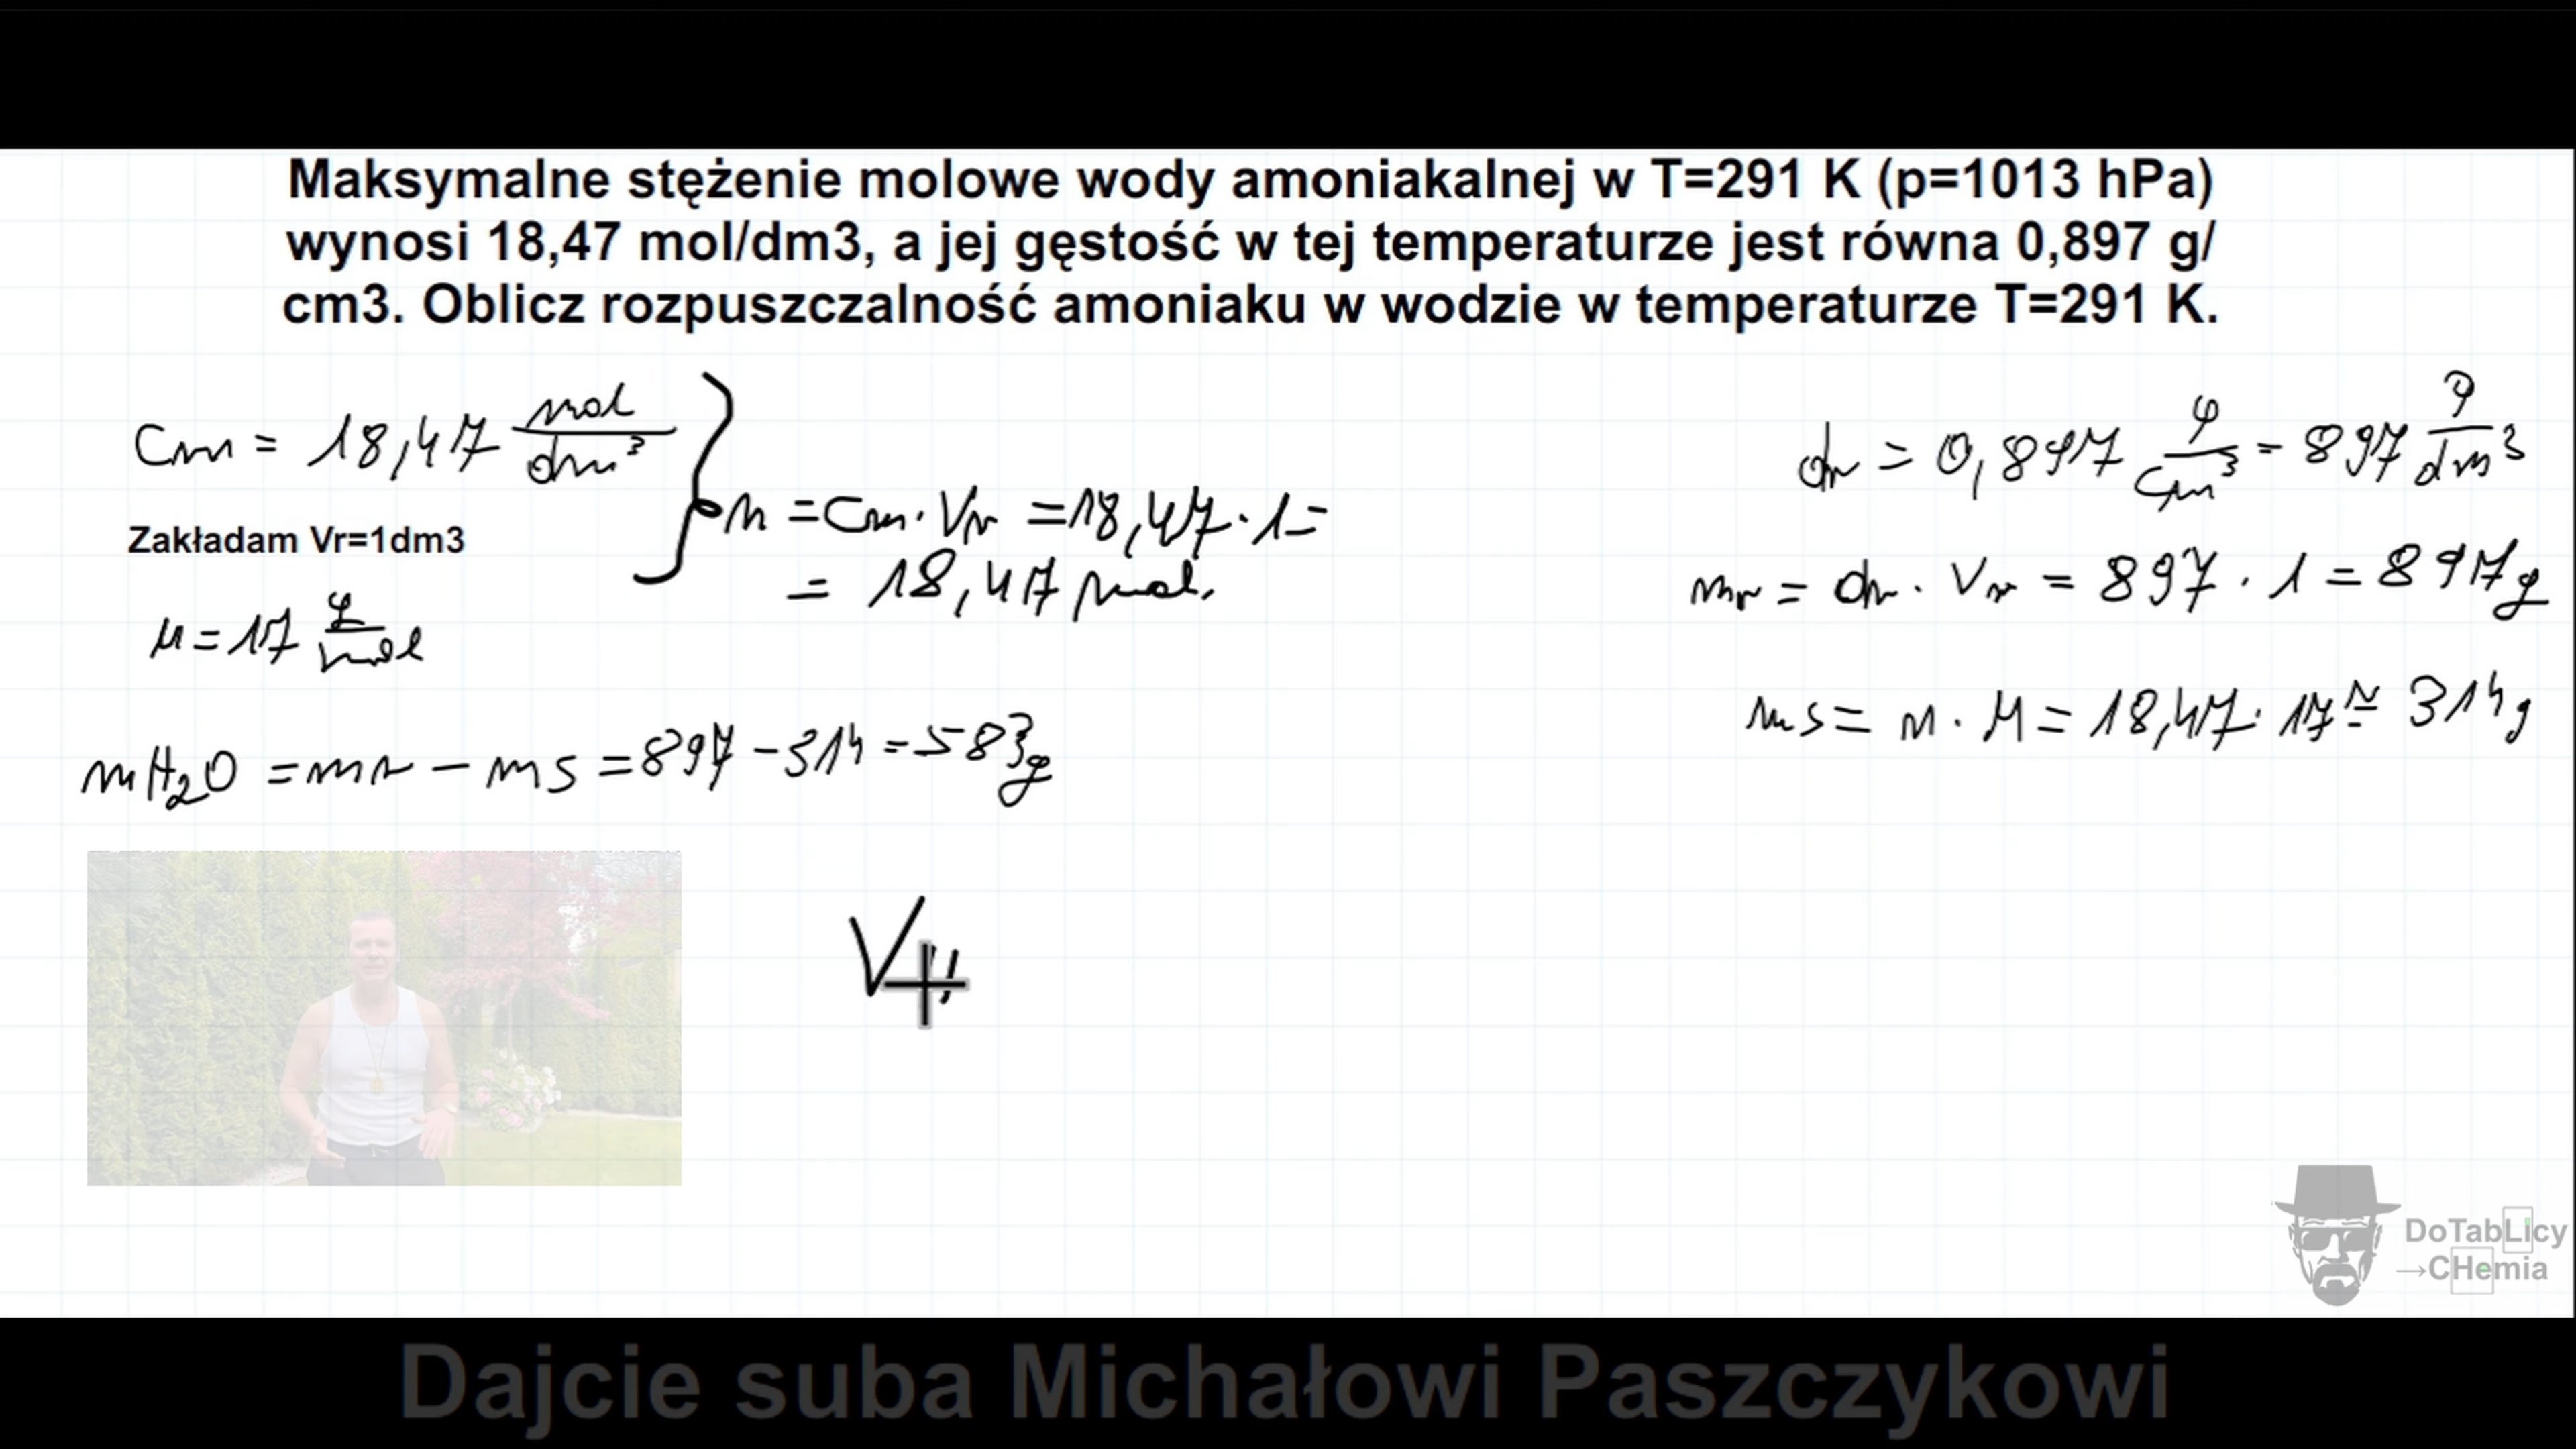 Maksymalne stężenie molowe wody amoniakalnej w T=291 K (p=1013 hPa)
wynosi 18,47 mol/dm3, a jej gęstość w tej temperaturze jest równa 0,897 g/
cm3. Oblicz rozpuszczalność amoniaku w wodzie w temperaturze T=291 K.
Cm = 18,47 mol/dm³
Zakładam Vr=1dm3
M = 17 g/mol
n = Cm · Vr = 18,47 · 1 =
= 18,47 mol.
dr = 0,897 g/cm³ = 897 g/dm³
mr = dr · Vr = 897 · 1 = 897g
ms = n · M = 18,47 · 17 ≅ 314g
mH₂O = mr - ms = 897 - 314 = 583g
DoTabLicy
→CHemia
Dajcie suba Michałowi Paszczykowi